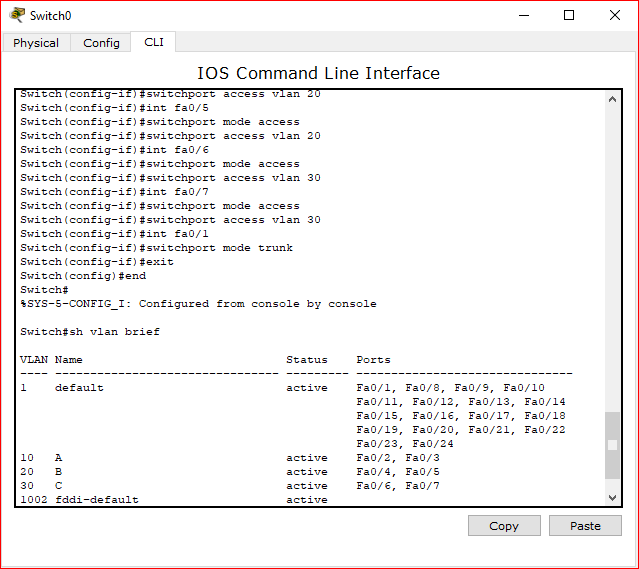 Switch0
Physical Config CLI
IOS Command Line Interface
Switch(config-if)#switchport access vlan 20
Switch(config-if)#int fa0/5
Switch(config-if)#switchport mode access
Switch(config-if)#switchport access vlan 20
Switch(config-if)#int fa0/6
Switch(config-if)#switchport mode access
Switch(config-if)#switchport access vlan 30
Switch(config-if)#int fa0/7
Switch(config-if)#switchport mode access
Switch(config-if)#switchport access vlan 30
Switch(config-if)#int fa0/1
Switch(config-if)#switchport mode trunk
Switch(config-if)#exit
Switch(config)#end
Switch#
%SYS-5-CONFIG_I: Configured from console by console
Switch#sh vlan brief
VLAN Name                             Status    Ports
---- -------------------------------- --------- -------------------------------
1    default                          active    Fa0/1, Fa0/8, Fa0/9, Fa0/10
                                                Fa0/11, Fa0/12, Fa0/13, Fa0/14
                                                Fa0/15, Fa0/16, Fa0/17, Fa0/18
                                                Fa0/19, Fa0/20, Fa0/21, Fa0/22
                                                Fa0/23, Fa0/24
10   A                                active    Fa0/2, Fa0/3
20   B                                active    Fa0/4, Fa0/5
30   C                                active    Fa0/6, Fa0/7
1002 fddi-default                     active
Copy Paste